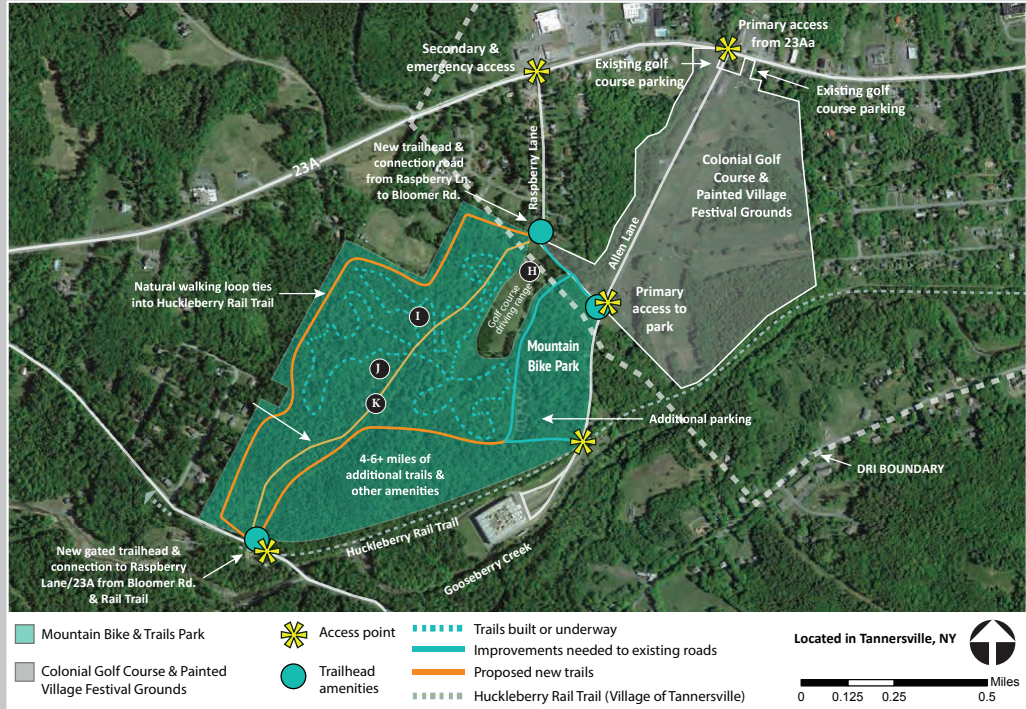 Primary access
from 23Aa
Secondary &
emergency access
Existing golf
course parking
Existing golf
course parking
23A
New trailhead &
connection road
from Raspberry Ln.
to Bloomer Rd.
Raspberry Lane
Colonial Golf
Course &
Painted Village
Festival Grounds
Allen Lane
Natural walking loop ties
into Huckleberry Rail Trail
H
Golf course
driving range
Primary
access to
park
I
Mountain
Bike Park
J
K
Additional parking
4-6+ miles of
additional trails &
other amenities
DRI BOUNDARY
Huckleberry Rail Trail
Gooseberry Creek
New gated trailhead &
connection to Raspberry
Lane/23A from Bloomer Rd.
& Rail Trail
Mountain Bike & Trails Park
Colonial Golf Course & Painted
Village Festival Grounds
Access point
Trailhead
amenities
Trails built or underway
Improvements needed to existing roads
Proposed new trails
Huckleberry Rail Trail (Village of Tannersville)
Located in Tannersville, NY
Miles
0 0.125 0.25 0.5